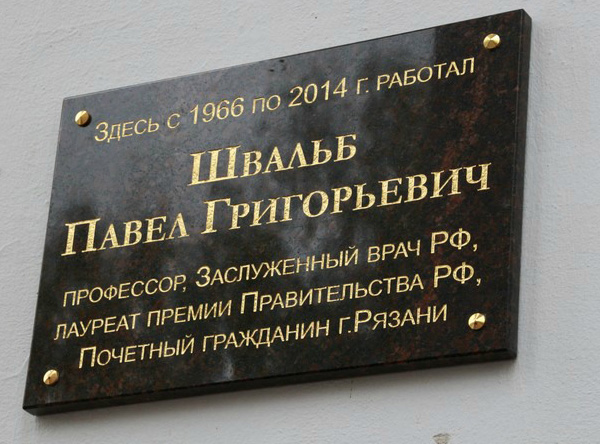 Здесь с 1966 по 2014 г. работал
Швальб
Павел Григорьевич
профессор, Заслуженный врач РФ,
лауреат премии Правительства РФ,
Почетный гражданин г.Рязани